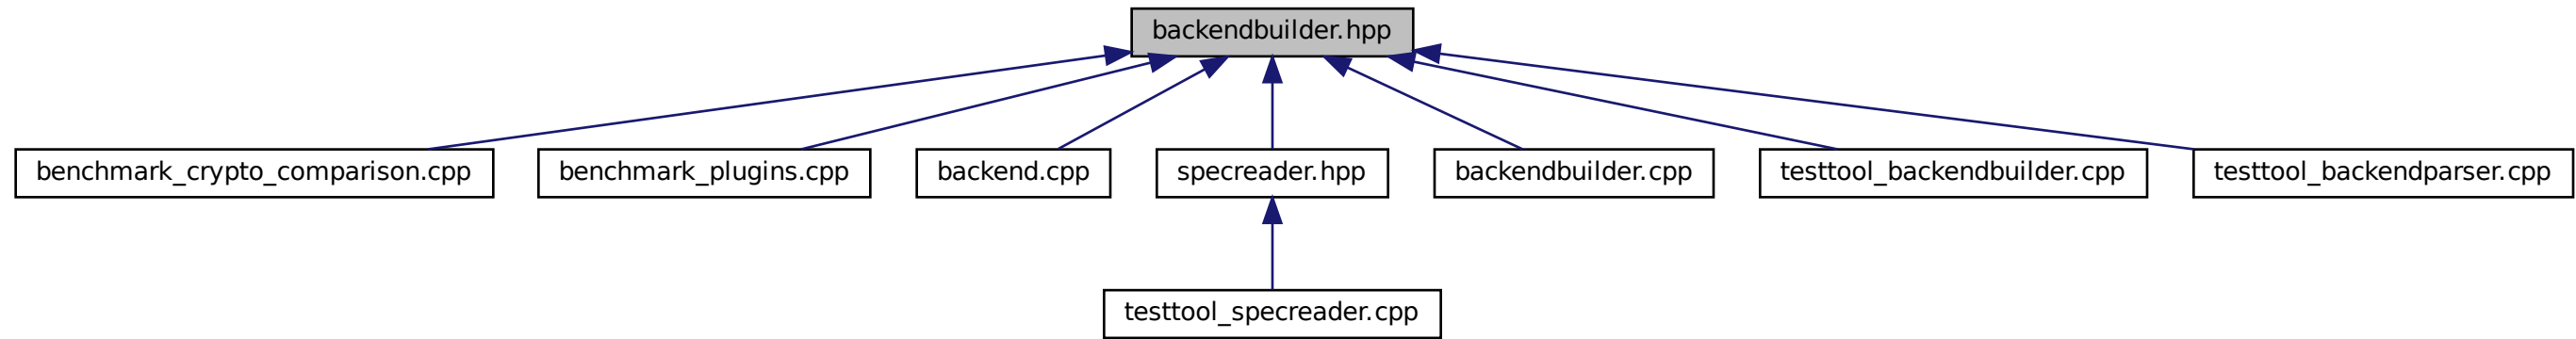 backendbuilder.hpp
benchmark_crypto_comparison.cpp
benchmark_plugins.cpp
backend.cpp
specreader.hpp
backendbuilder.cpp
testtool_backendbuilder.cpp
testtool_backendparser.cpp
testtool_specreader.cpp